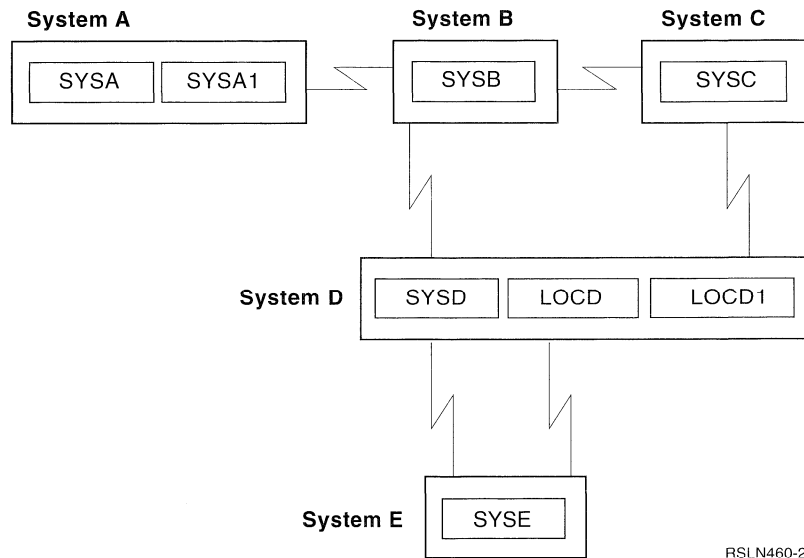 System A
System B
System C
SYSA
SYSA1
SYSB
SYSC
System D
SYSD
LOCD
LOCD1
System E
SYSE
RSLN460-2